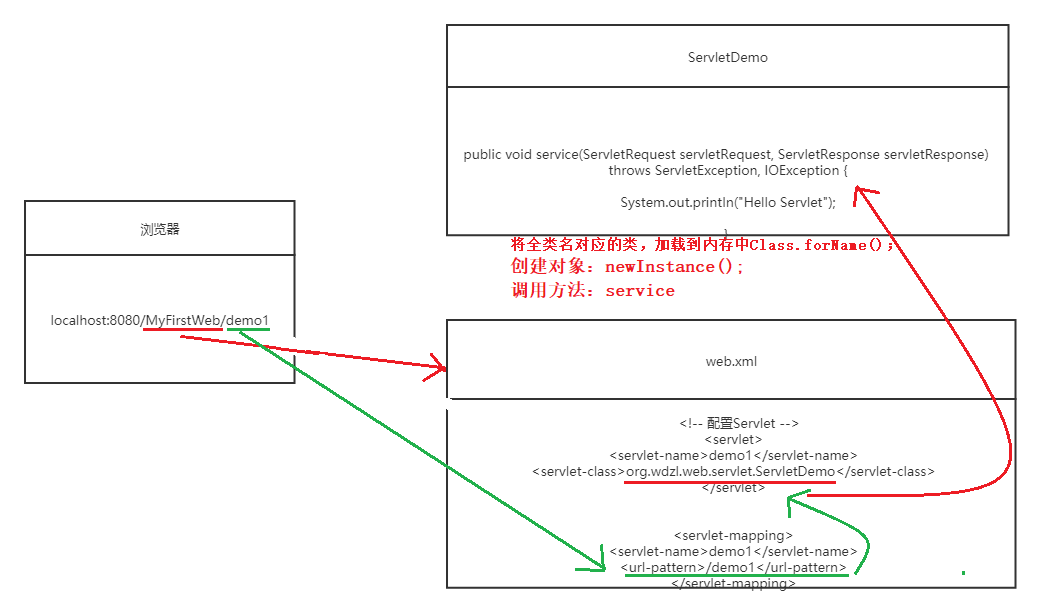 浏览器
localhost:8080/MyFirstWeb/demo1
ServletDemo
public void service(ServletRequest servletRequest, ServletResponse servletResponse)
throws ServletException, IOException {
System.out.println("Hello Servlet");
}
将全类名对应的类，加载到内存中Class.forName();
创建对象：newInstance();
调用方法：service
web.xml
<!-- 配置Servlet -->
<servlet>
<servlet-name>demo1</servlet-name>
<servlet-class>org.wdzl.web.servlet.ServletDemo</servlet-class>
</servlet>
<servlet-mapping>
<servlet-name>demo1</servlet-name>
<url-pattern>/demo1</url-pattern>
</servlet-mapping>